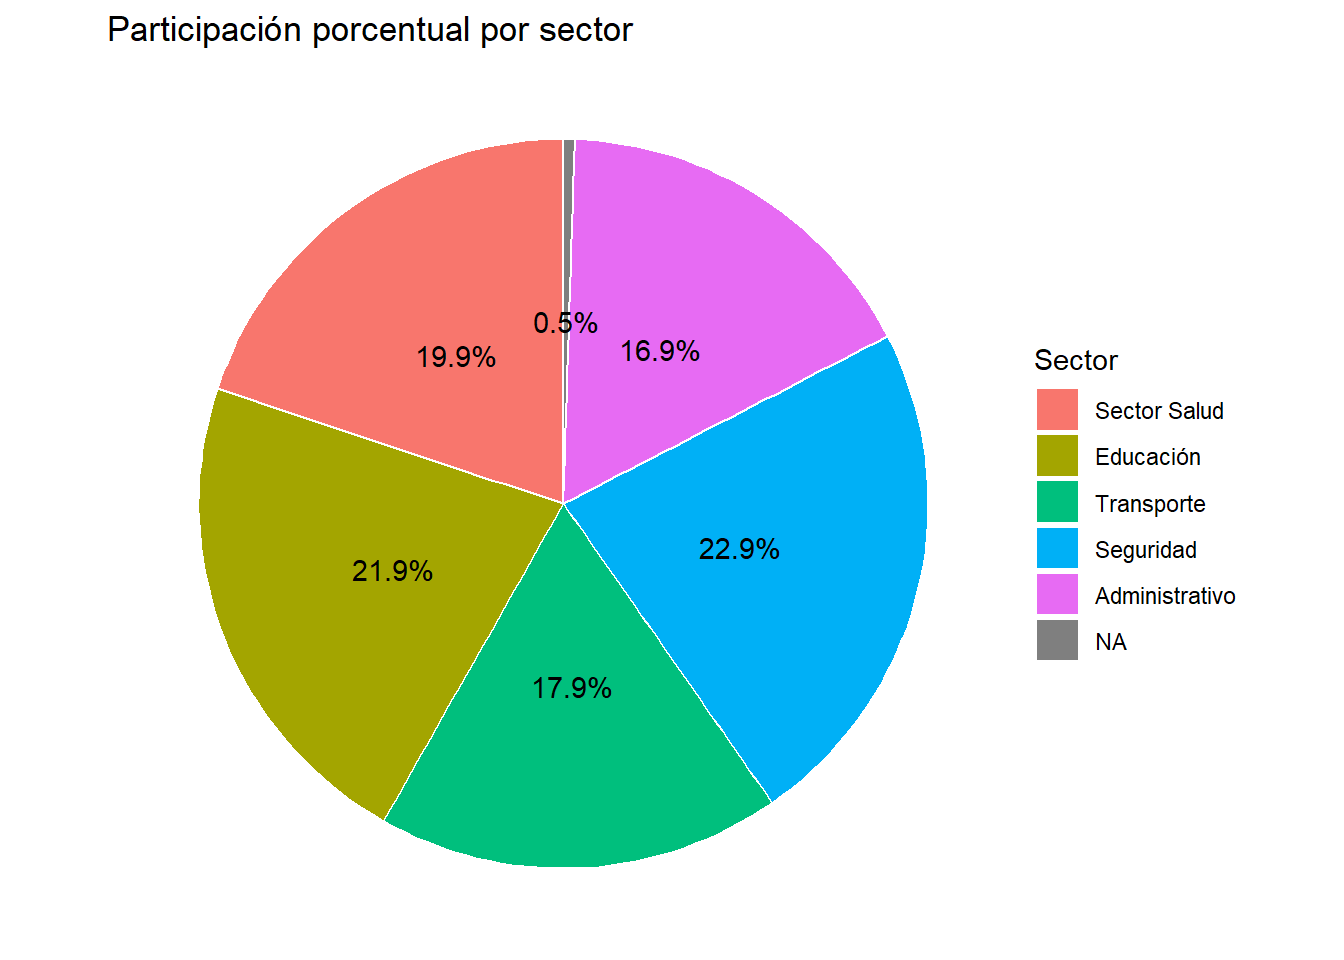 Participación porcentual por sector
0.5%
19.9%
16.9%
22.9%
21.9%
17.9%
Sector
Sector Salud
Educación
Transporte
Seguridad
Administrativo
NA